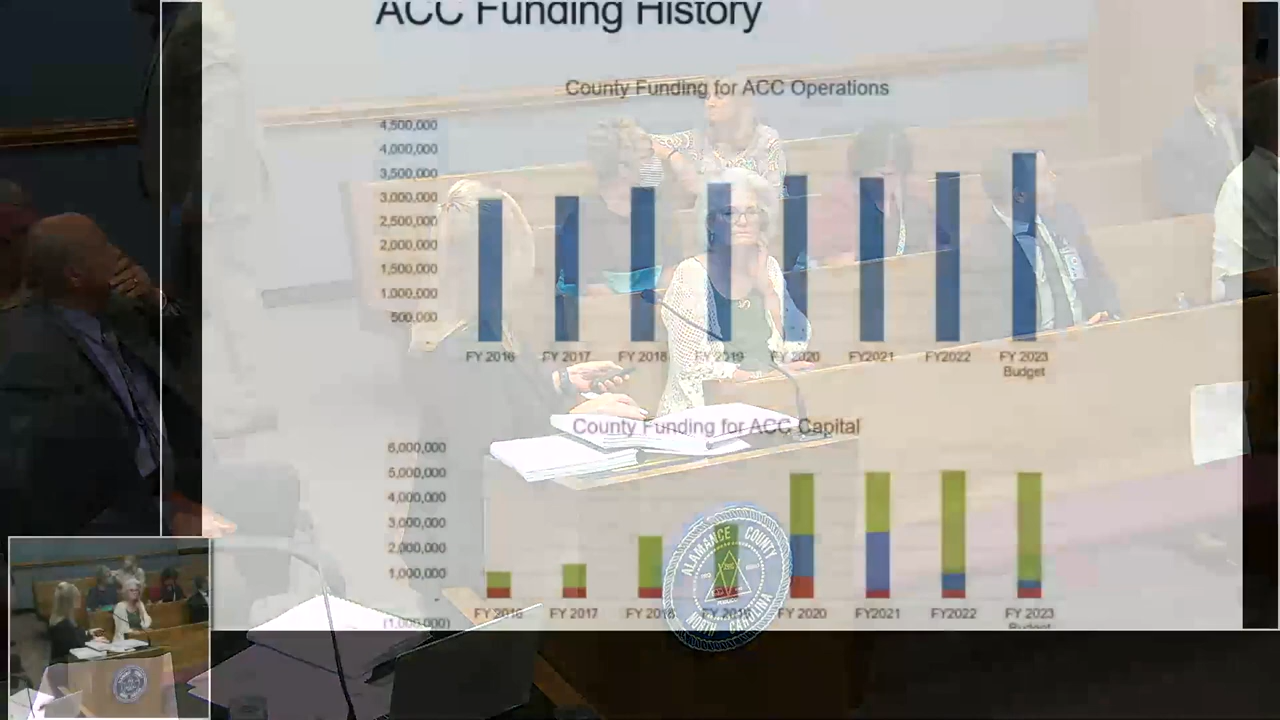 ACC Funding History
County Funding for ACC Operations
4,500,000
4,000,000
3,500,000
3,000,000
2,500,000
2,000,000
1,500,000
1,000,000
500,000
FY 2016 FY 2017 FY 2018 FY 2019 FY 2020 FY2021 FY2022 FY 2023
Budget
County Funding for ACC Capital
6,000,000
5,000,000
4,000,000
3,000,000
2,000,000
1,000,000
-
(1,000,000)
FY 2016 FY 2017 FY 2018 FY 2019 FY 2020 FY2021 FY2022 FY 2023
Budget
ALAMANCE COUNTY
NORTH CAROLINA